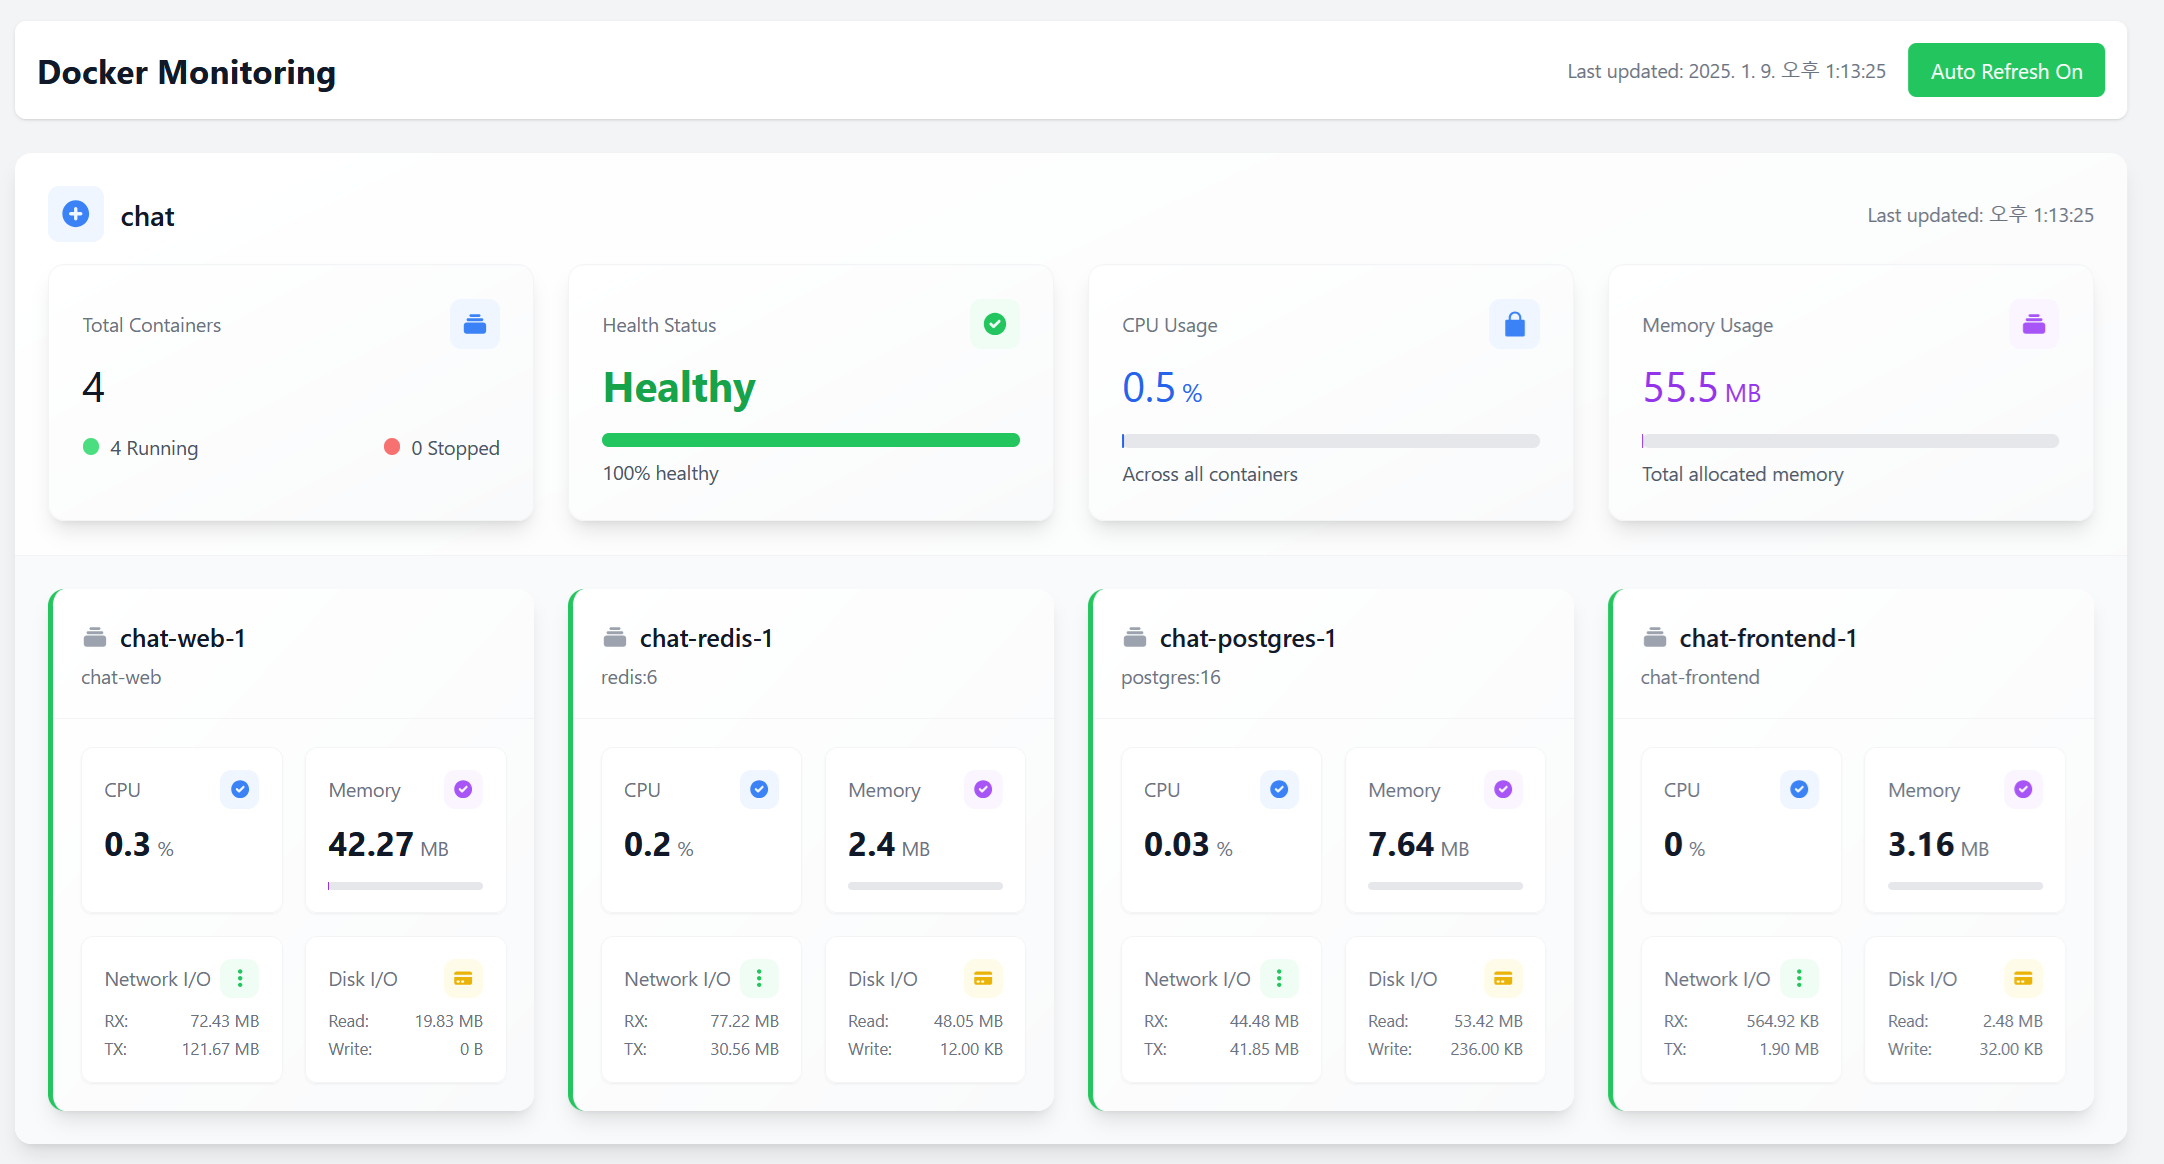 Docker Monitoring
Last updated: 2025. 1. 9. 오후 1:13:25
Auto Refresh On
chat
Last updated: 오후 1:13:25
Total Containers
4
4 Running
0 Stopped
Health Status
Healthy
100% healthy
CPU Usage
0.5 %
Across all containers
Memory Usage
55.5 MB
Total allocated memory
chat-web-1
chat-web
CPU
0.3 %
Memory
42.27 MB
Network I/O
RX: 72.43 MB
TX: 121.67 MB
Disk I/O
Read: 19.83 MB
Write: 0 B
chat-redis-1
redis:6
CPU
0.2 %
Memory
2.4 MB
Network I/O
RX: 77.22 MB
TX: 30.56 MB
Disk I/O
Read: 48.05 MB
Write: 12.00 KB
chat-postgres-1
postgres:16
CPU
0.03 %
Memory
7.64 MB
Network I/O
RX: 44.48 MB
TX: 41.85 MB
Disk I/O
Read: 53.42 MB
Write: 236.00 KB
chat-frontend-1
chat-frontend
CPU
0 %
Memory
3.16 MB
Network I/O
RX: 564.92 KB
TX: 1.90 MB
Disk I/O
Read: 2.48 MB
Write: 32.00 KB